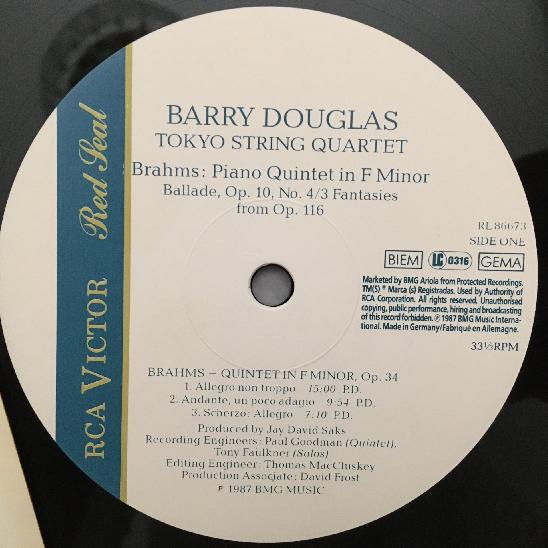 BARRY DOUGLAS
TOKYO STRING QUARTET
Brahms: Piano Quintet in F Minor
Ballade, Op. 10, No. 4/3 Fantasies
from Op. 116
RCA VICTOR Red Seal
RL 86673
SIDE ONE
BIEM LC 0316 GEMA
Marketed by BMG Ariola from Protected Recordings.
TM(S) ® Marca (s) Registradas. Used by Authority of
RCA Corporation. All rights reserved. Unauthorised
copying, public performance, hiring and broadcasting
of this record forbidden. ℗ 1987 BMG Music Interna-
tional. Made in Germany/Fabriqué en Allemagne.
33⅓RPM
BRAHMS – QUINTET IN F MINOR, Op. 34
1. Allegro non troppo 15:00 P.D.
2. Andante, un poco adagio 9:54 P.D.
3. Scherzo: Allegro 7:10 P.D.
Produced by Jay David Saks
Recording Engineers: Paul Goodman (Quintet),
Tony Faulkner (Solos)
Editing Engineer: Thomas MacCluskey
Production Associate: David Frost
℗ 1987 BMG MUSIC